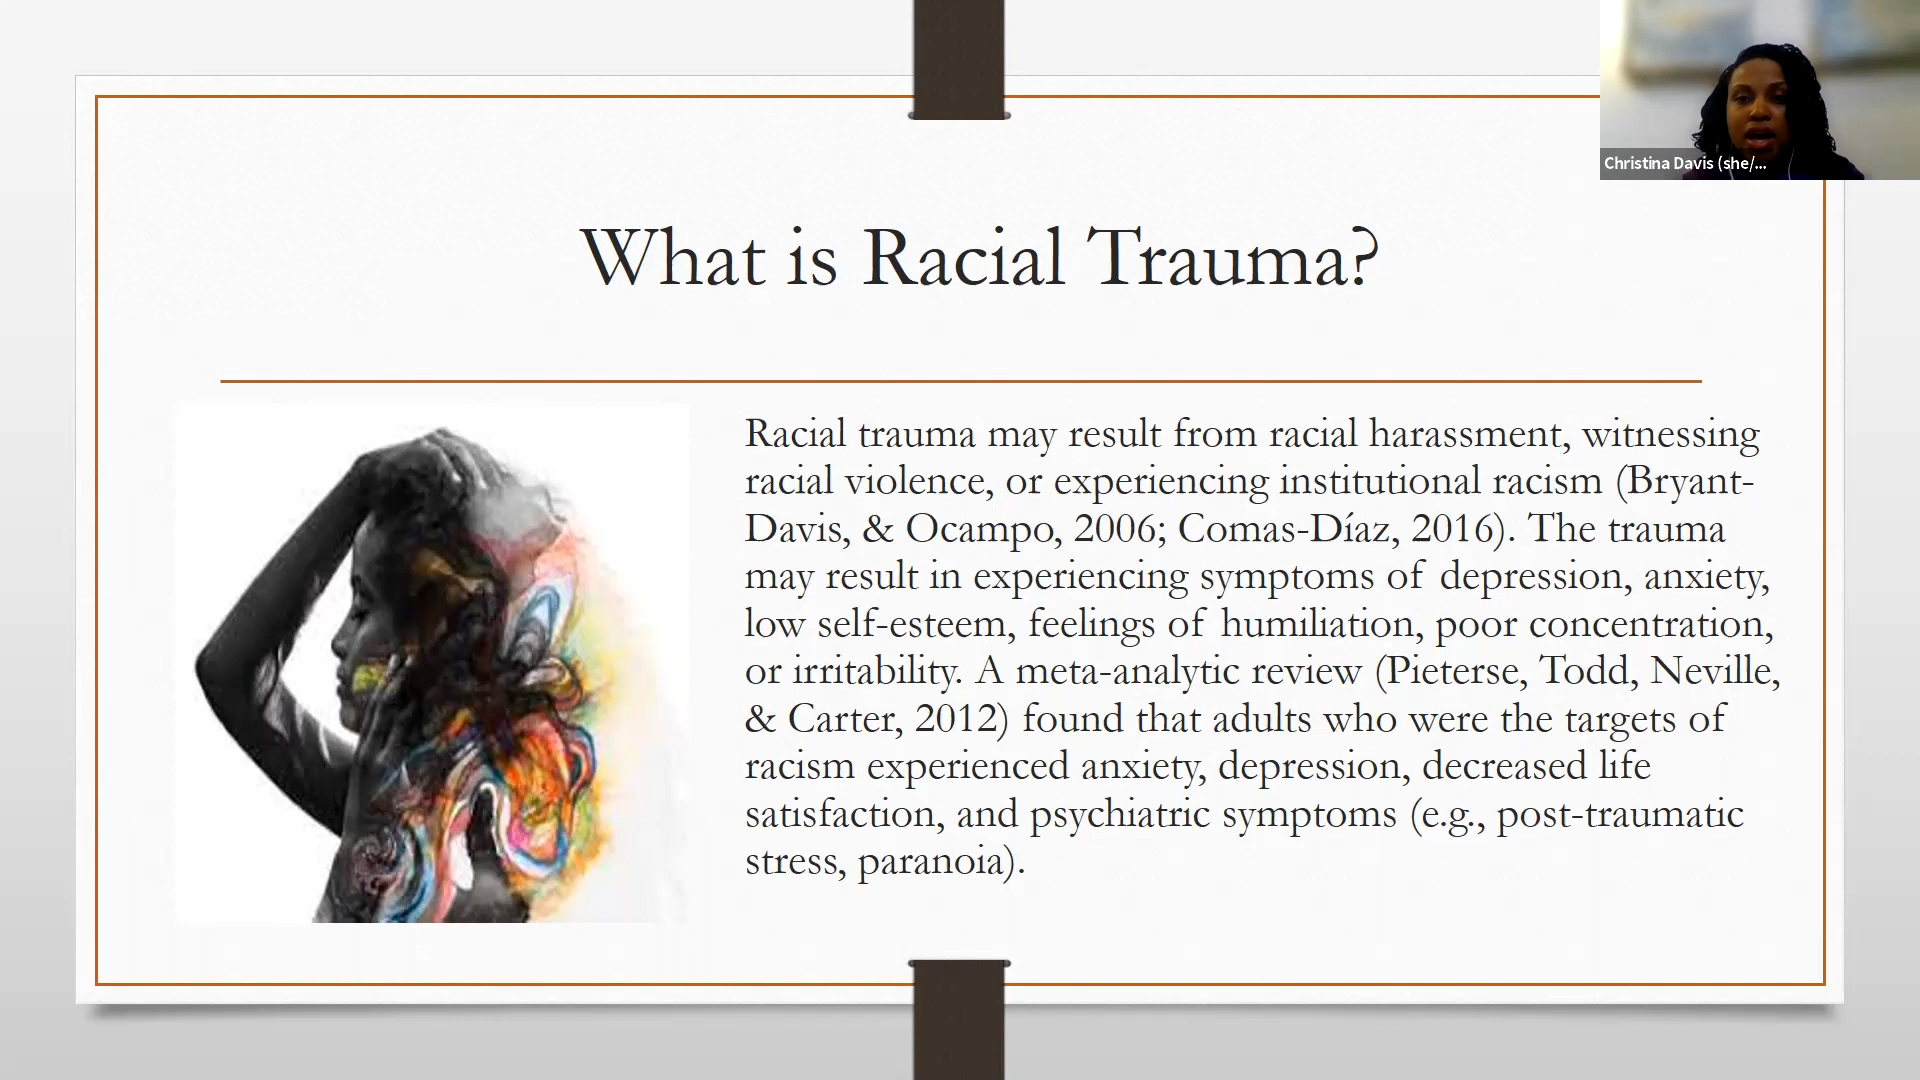 Christina Davis (she/...
What is Racial Trauma?
Racial trauma may result from racial harassment, witnessing
racial violence, or experiencing institutional racism (Bryant-
Davis, & Ocampo, 2006; Comas-Díaz, 2016). The trauma
may result in experiencing symptoms of depression, anxiety,
low self-esteem, feelings of humiliation, poor concentration,
or irritability. A meta-analytic review (Pieterse, Todd, Neville,
& Carter, 2012) found that adults who were the targets of
racism experienced anxiety, depression, decreased life
satisfaction, and psychiatric symptoms (e.g., post-traumatic
stress, paranoia).